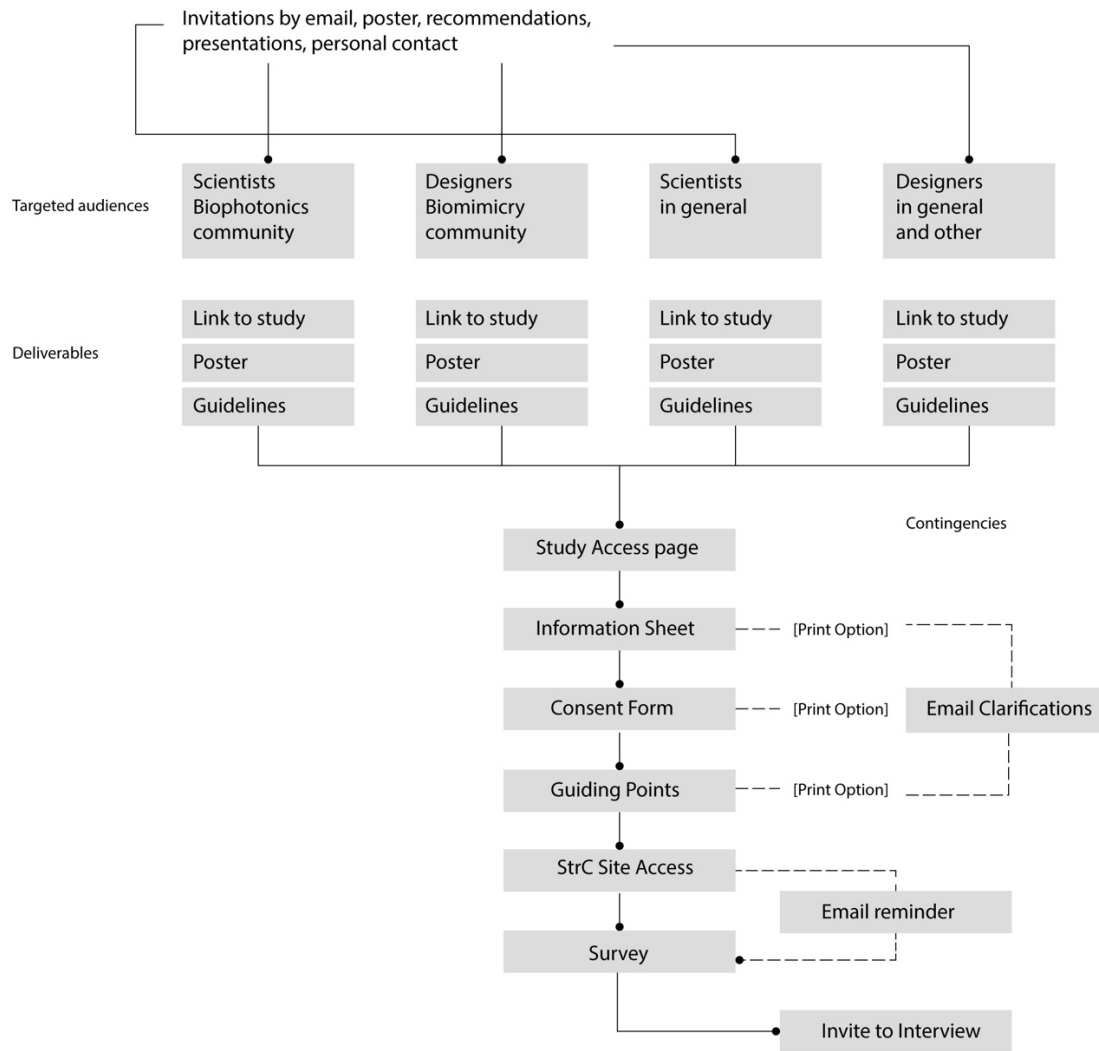 Invitations by email, poster, recommendations,
presentations, personal contact
Targeted audiences
Scientists
Biophotonics
community
Designers
Biomimicry
community
Scientists
in general
Designers
in general
and other
Deliverables
Link to study
Link to study
Link to study
Link to study
Poster
Poster
Poster
Poster
Guidelines
Guidelines
Guidelines
Guidelines
Contingencies
Study Access page
Information Sheet
[Print Option]
Consent Form
[Print Option]
Email Clarifications
Guiding Points
[Print Option]
StrC Site Access
Email reminder
Survey
Invite to Interview